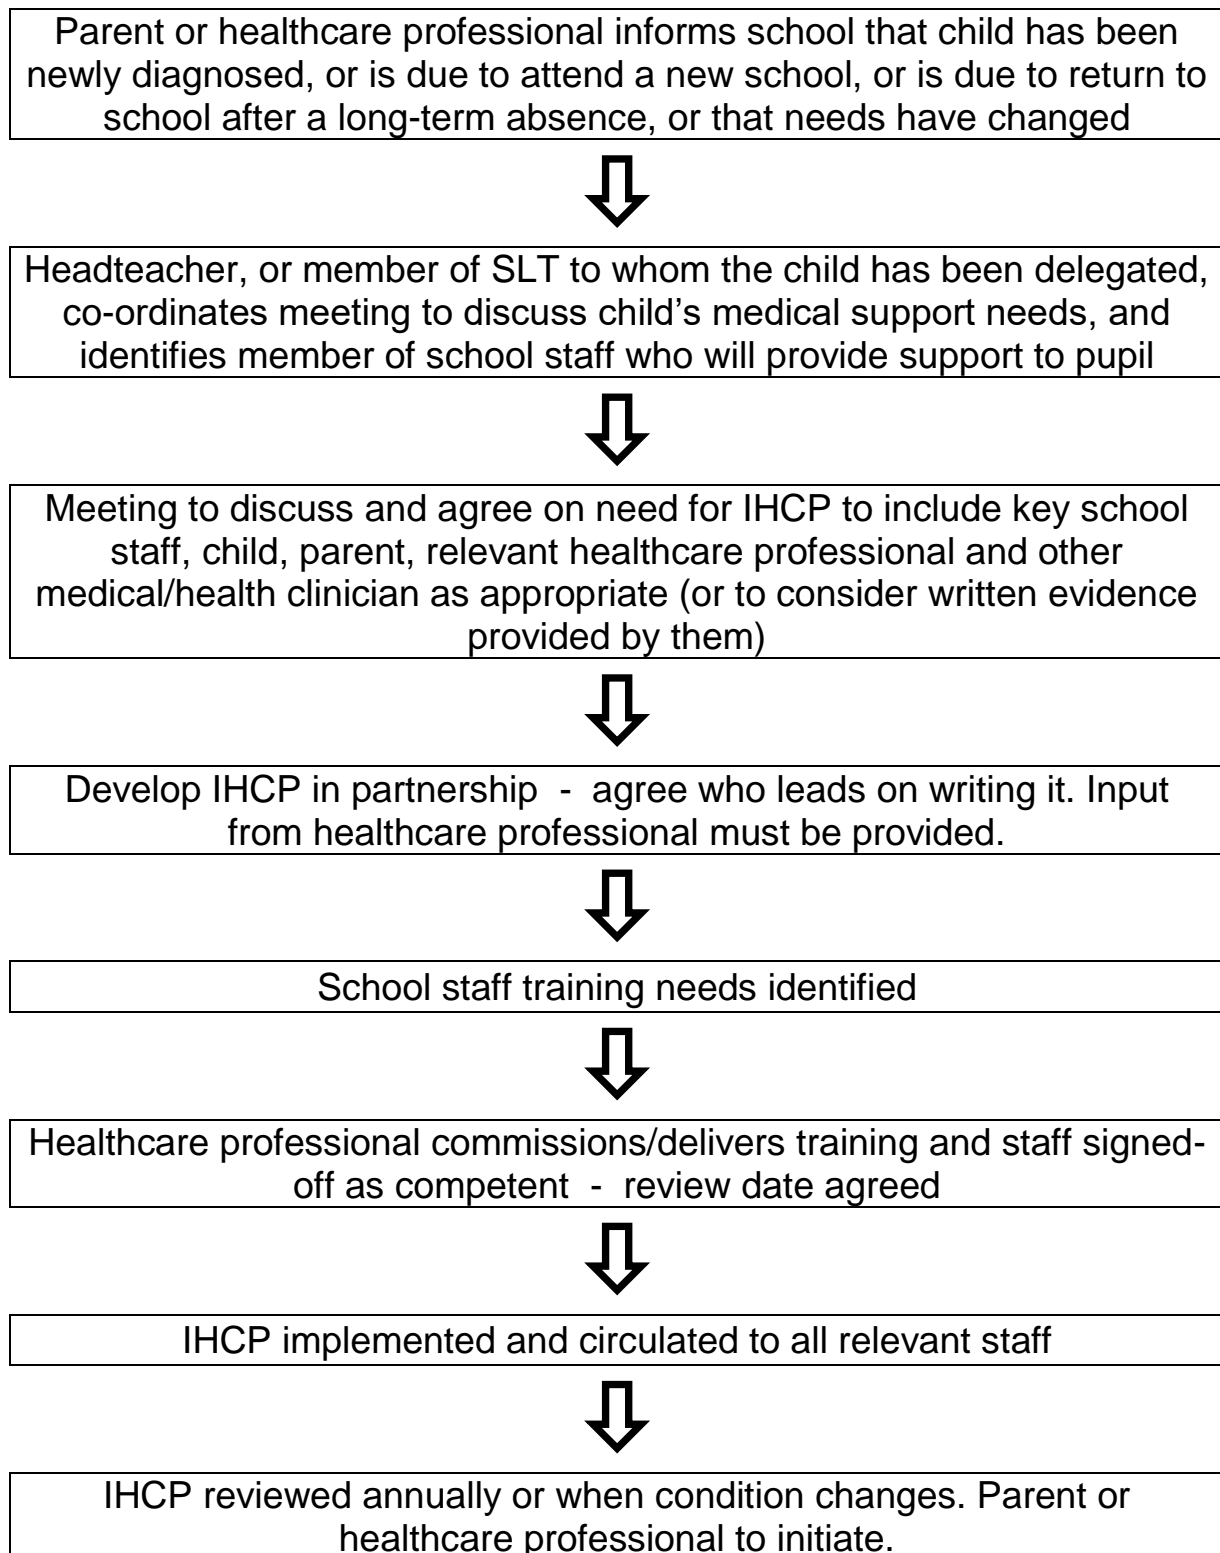 Parent or healthcare professional informs school that child has been
newly diagnosed, or is due to attend a new school, or is due to return to
school after a long-term absence, or that needs have changed
Headteacher, or member of SLT to whom the child has been delegated,
co-ordinates meeting to discuss child’s medical support needs, and
identifies member of school staff who will provide support to pupil
Meeting to discuss and agree on need for IHCP to include key school
staff, child, parent, relevant healthcare professional and other
medical/health clinician as appropriate (or to consider written evidence
provided by them)
Develop IHCP in partnership - agree who leads on writing it. Input
from healthcare professional must be provided.
School staff training needs identified
Healthcare professional commissions/delivers training and staff signed-
off as competent - review date agreed
IHCP implemented and circulated to all relevant staff
IHCP reviewed annually or when condition changes. Parent or
healthcare professional to initiate.